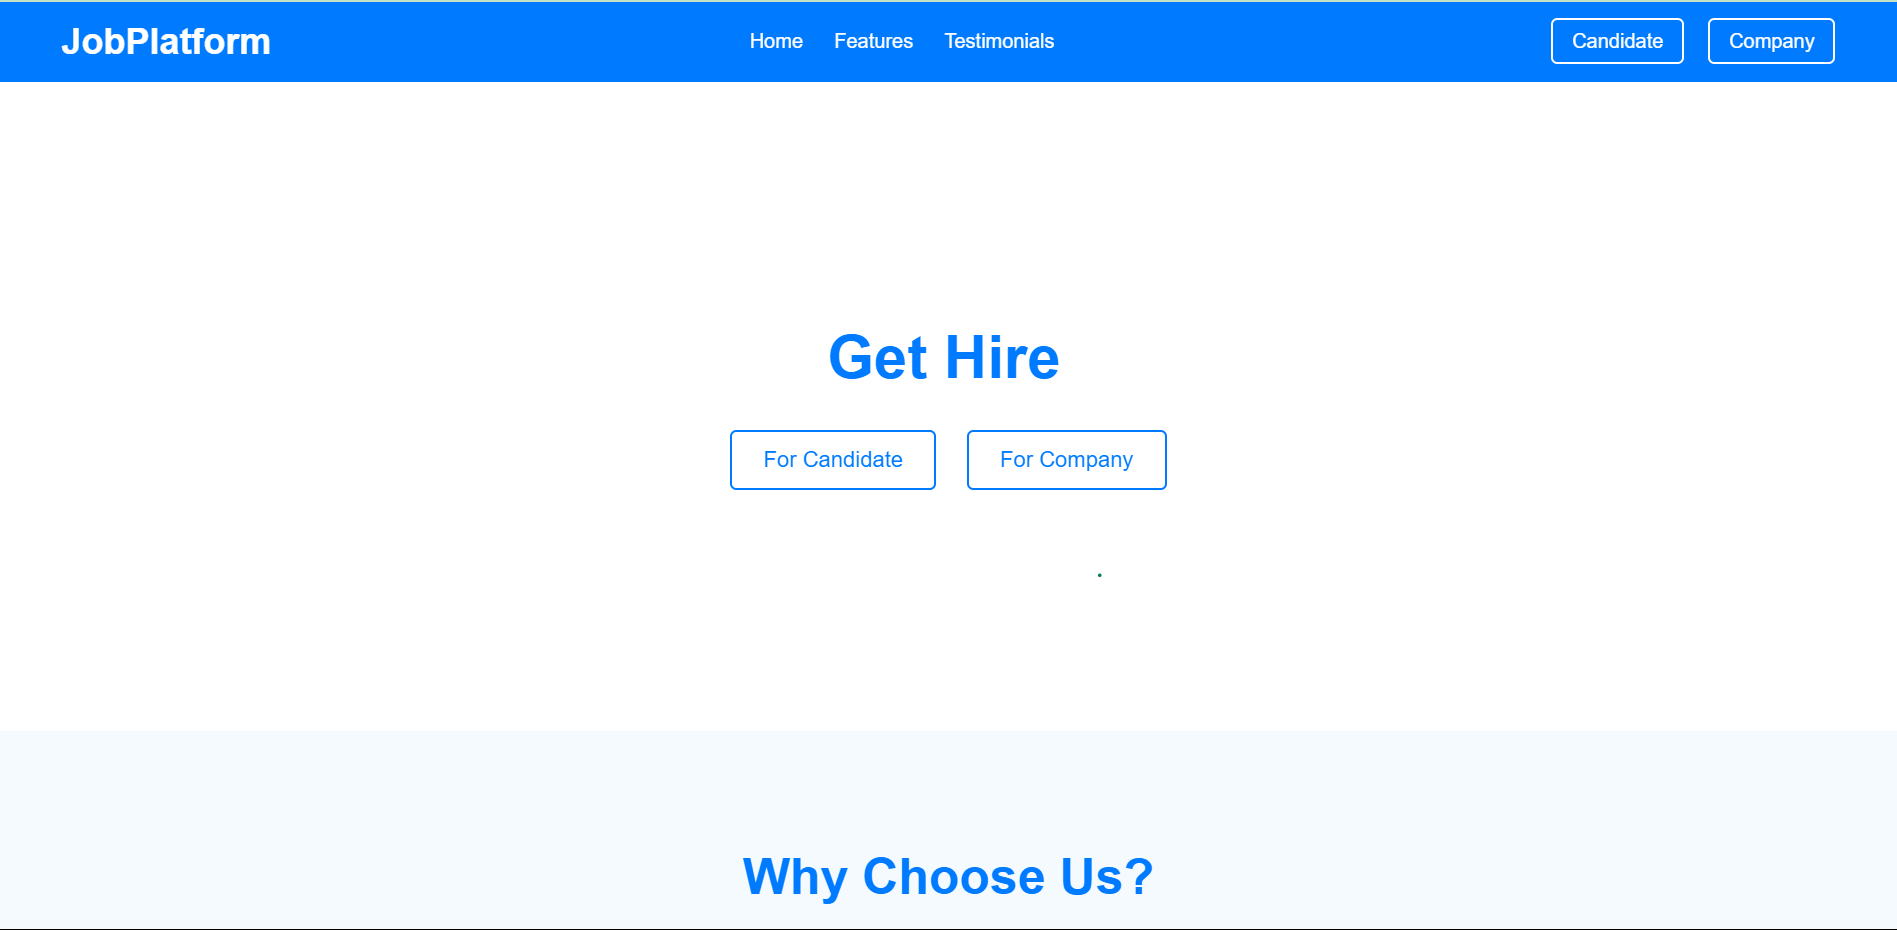 JobPlatform Home Features Testimonials Candidate Company
Get Hire
For Candidate For Company
Why Choose Us?